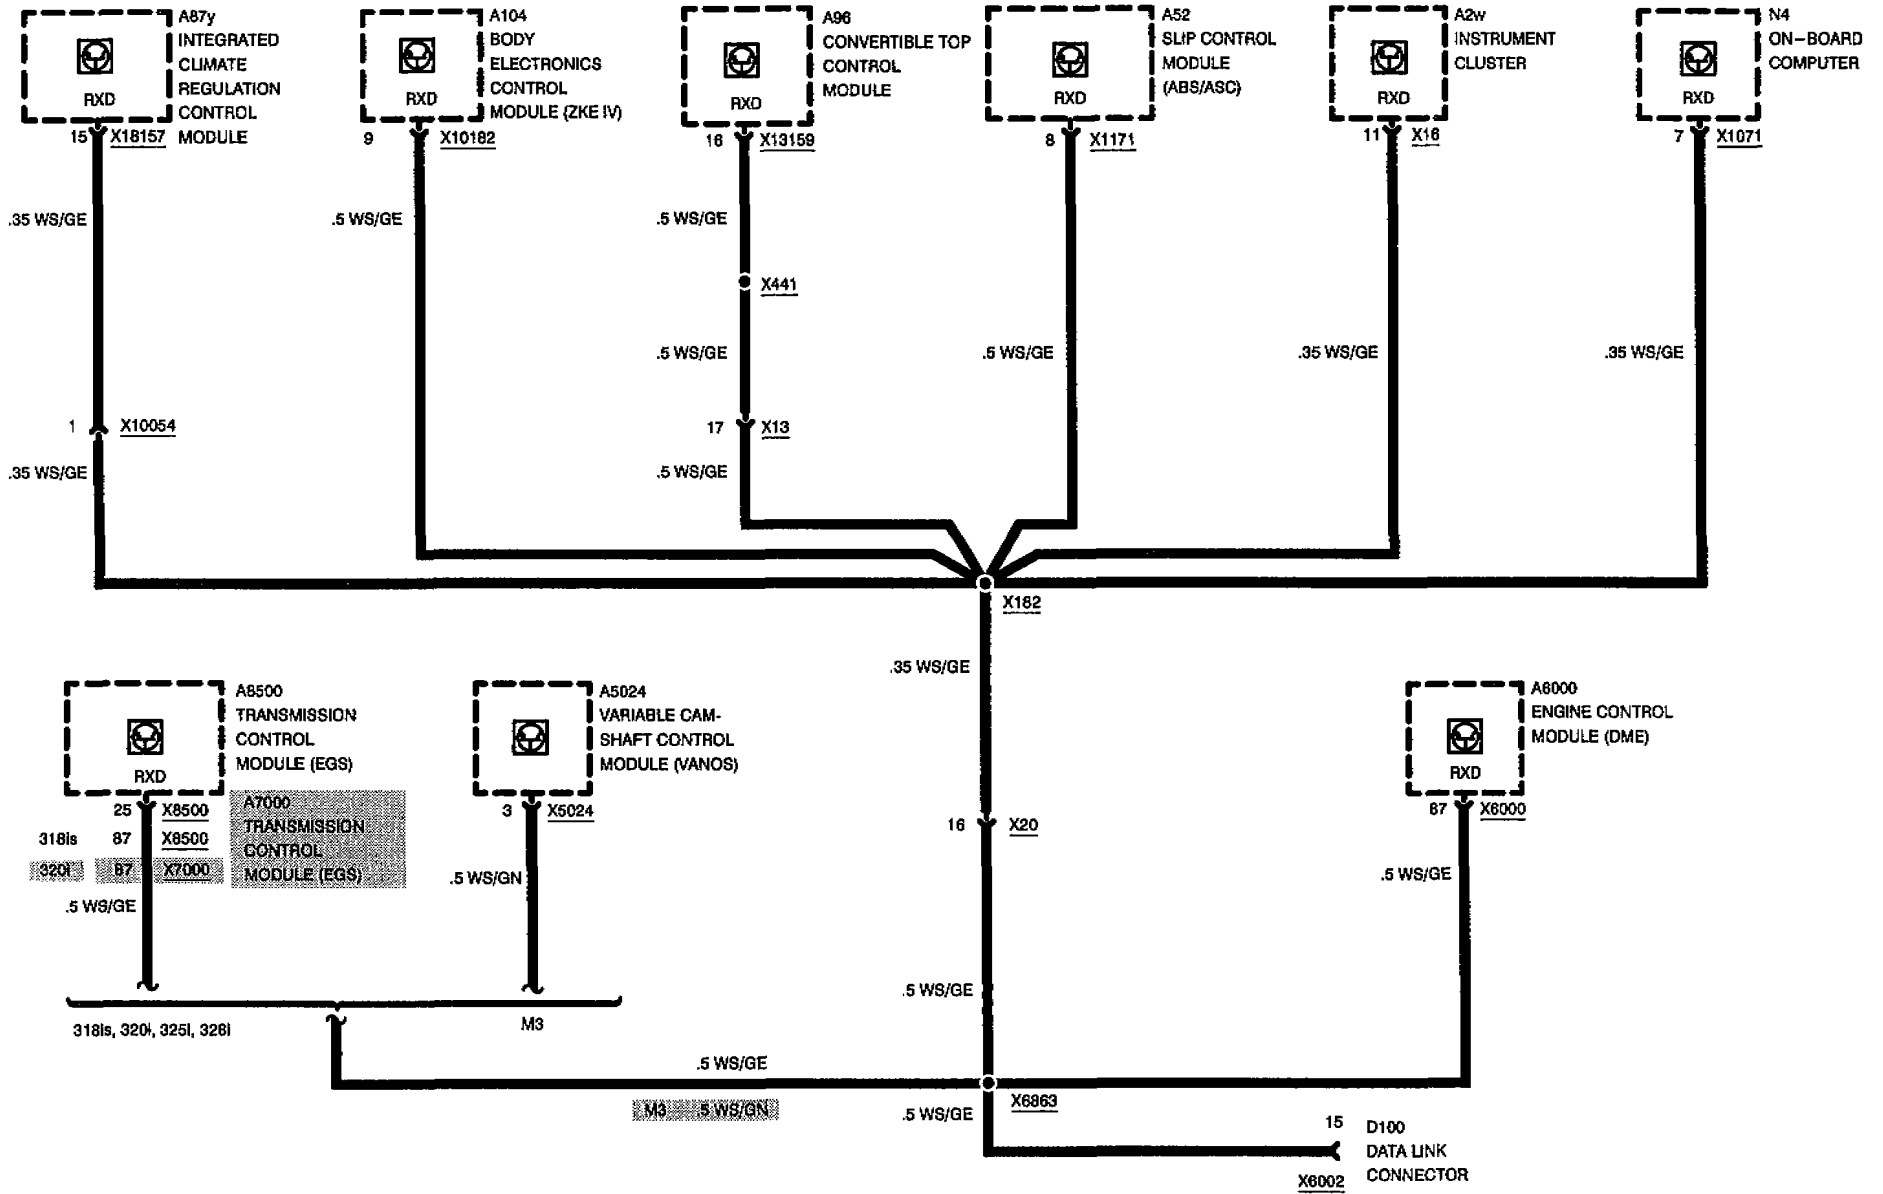 A87y
INTEGRATED
CLIMATE
REGULATION
CONTROL
MODULE
RXD
15 X18157
A104
BODY
ELECTRONICS
CONTROL
MODULE (ZKE IV)
RXD
9 X10182
A96
CONVERTIBLE TOP
CONTROL
MODULE
RXD
16 X13159
A52
SLIP CONTROL
MODULE
(ABS/ASC)
RXD
8 X1171
A2w
INSTRUMENT
CLUSTER
RXD
11 X16
N4
ON-BOARD
COMPUTER
RXD
7 X1071
.35 WS/GE
.5 WS/GE
.5 WS/GE
X441
.5 WS/GE
.5 WS/GE
.35 WS/GE
.35 WS/GE
1 X10054
17 X13
.35 WS/GE
.5 WS/GE
X182
.35 WS/GE
A8500
TRANSMISSION
CONTROL
MODULE (EGS)
RXD
25 X8500
318is 87 X8500
320i 87 X7000
A7000
TRANSMISSION
CONTROL
MODULE (EGS)
.5 WS/GE
A5024
VARIABLE CAM-
SHAFT CONTROL
MODULE (VANOS)
3 X5024
.5 WS/GN
A6000
ENGINE CONTROL
MODULE (DME)
RXD
87 X6000
.5 WS/GE
16 X20
.5 WS/GE
318is, 320i, 325i, 328i
M3
.5 WS/GE
M3 .5 WS/GN
X6863
.5 WS/GE
15 D100
DATA LINK
CONNECTOR
X6002